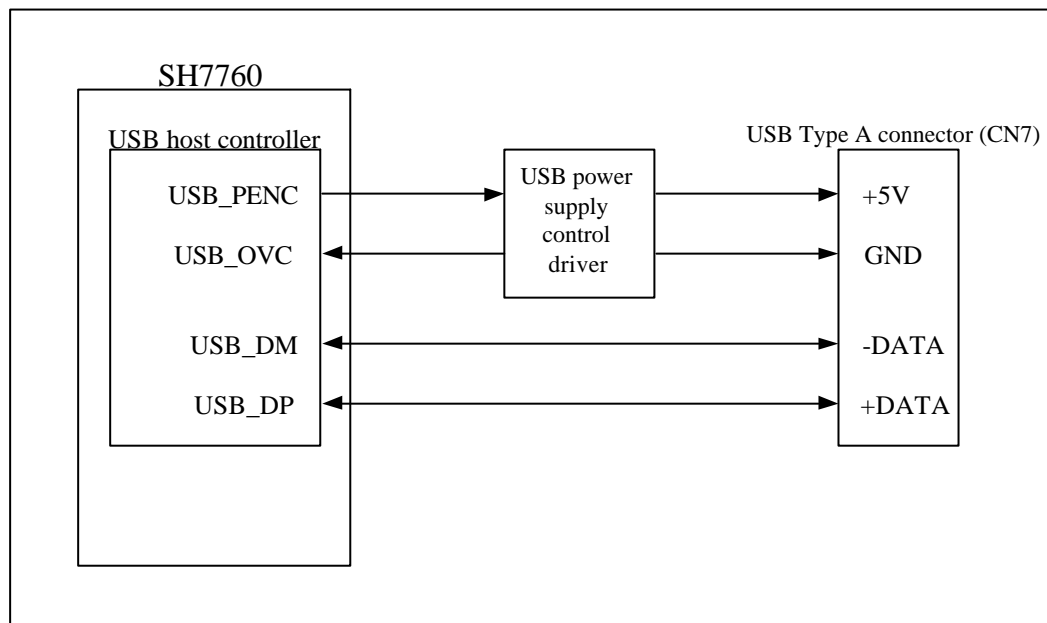 SH7760
USB host controller
USB Type A connector (CN7)
USB_PENC
USB_OVC
USB_DM
USB_DP
USB power
supply
control
driver
+5V
GND
-DATA
+DATA